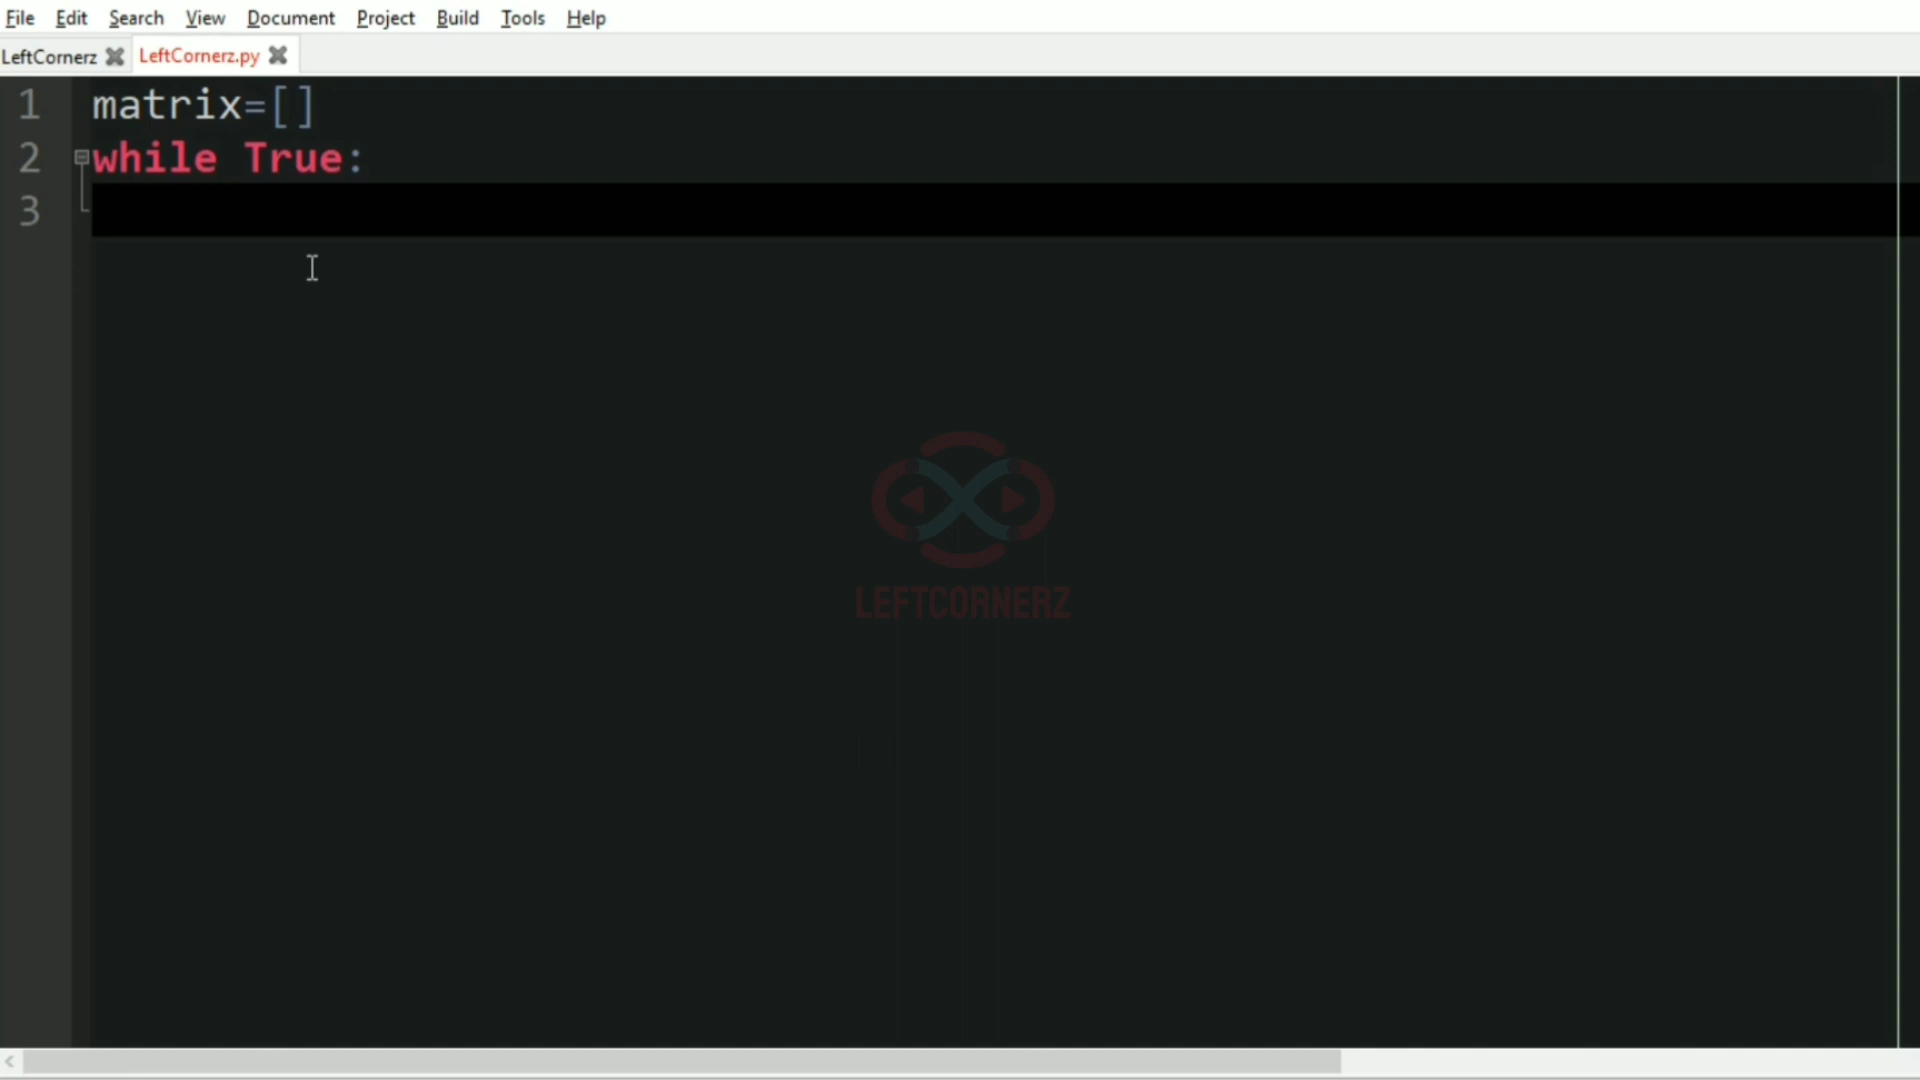 File Edit Search View Document Project Build Tools Help
LeftCornerz LeftCornerz.py
1 matrix=[]
2 while True:
3
LEFTCORNERZ